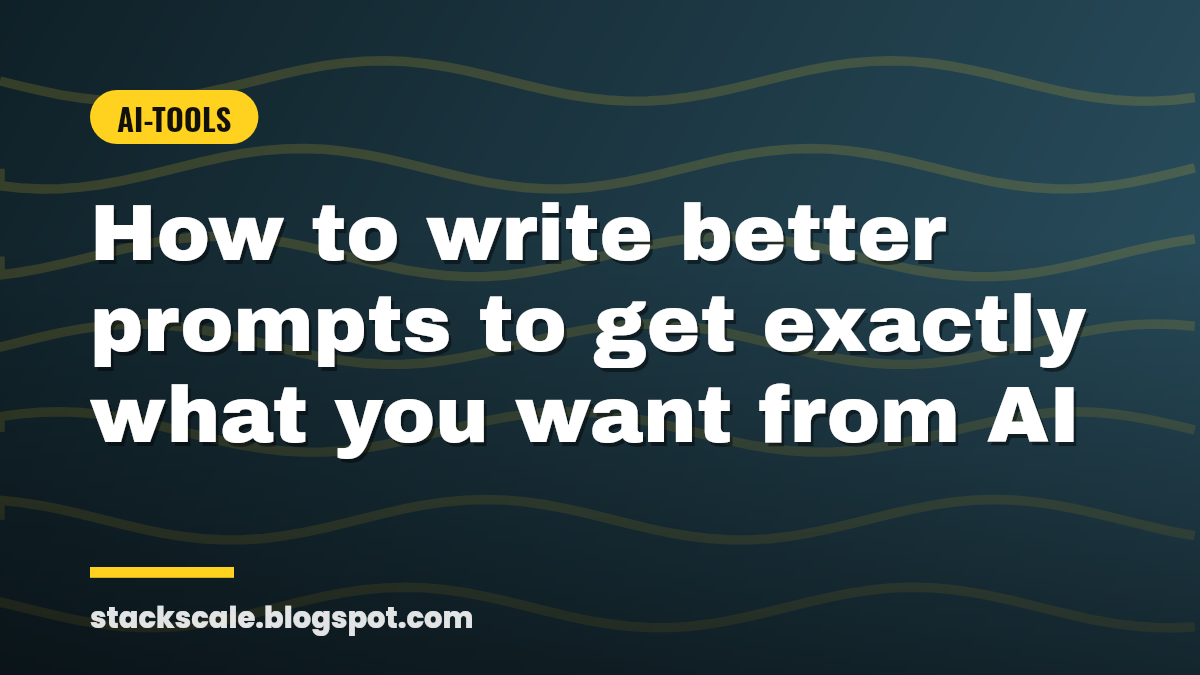 AI-TOOLS
How to write better
prompts to get exactly
what you want from AI
stackscale.blogspot.com